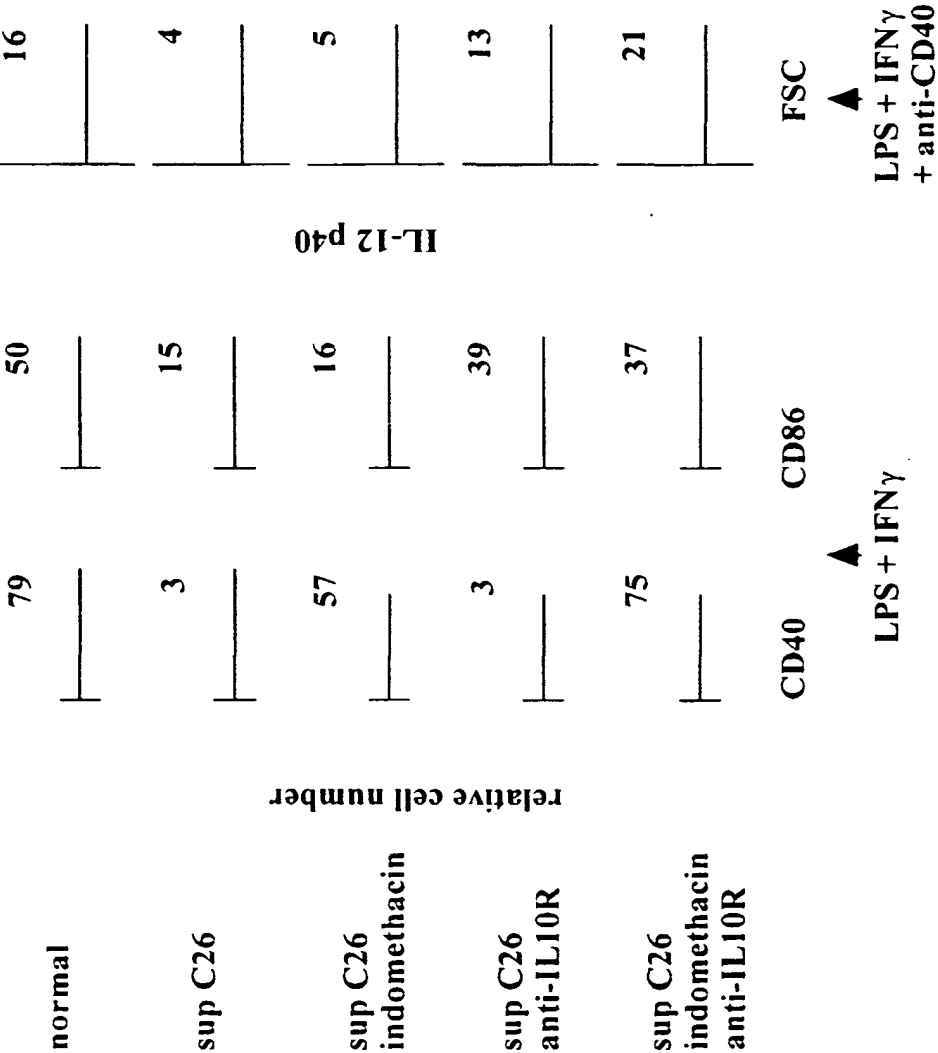 79 50 16
normal
3 15 4
sup C26
57 16 5
sup C26
indomethacin
relative cell number
IL-12 p40
3 39 13
sup C26
anti-IL10R
75 37 21
sup C26
indomethacin
anti-IL10R
CD40 CD86 FSC
LPS + IFNγ
LPS + IFNγ
+ anti-CD40